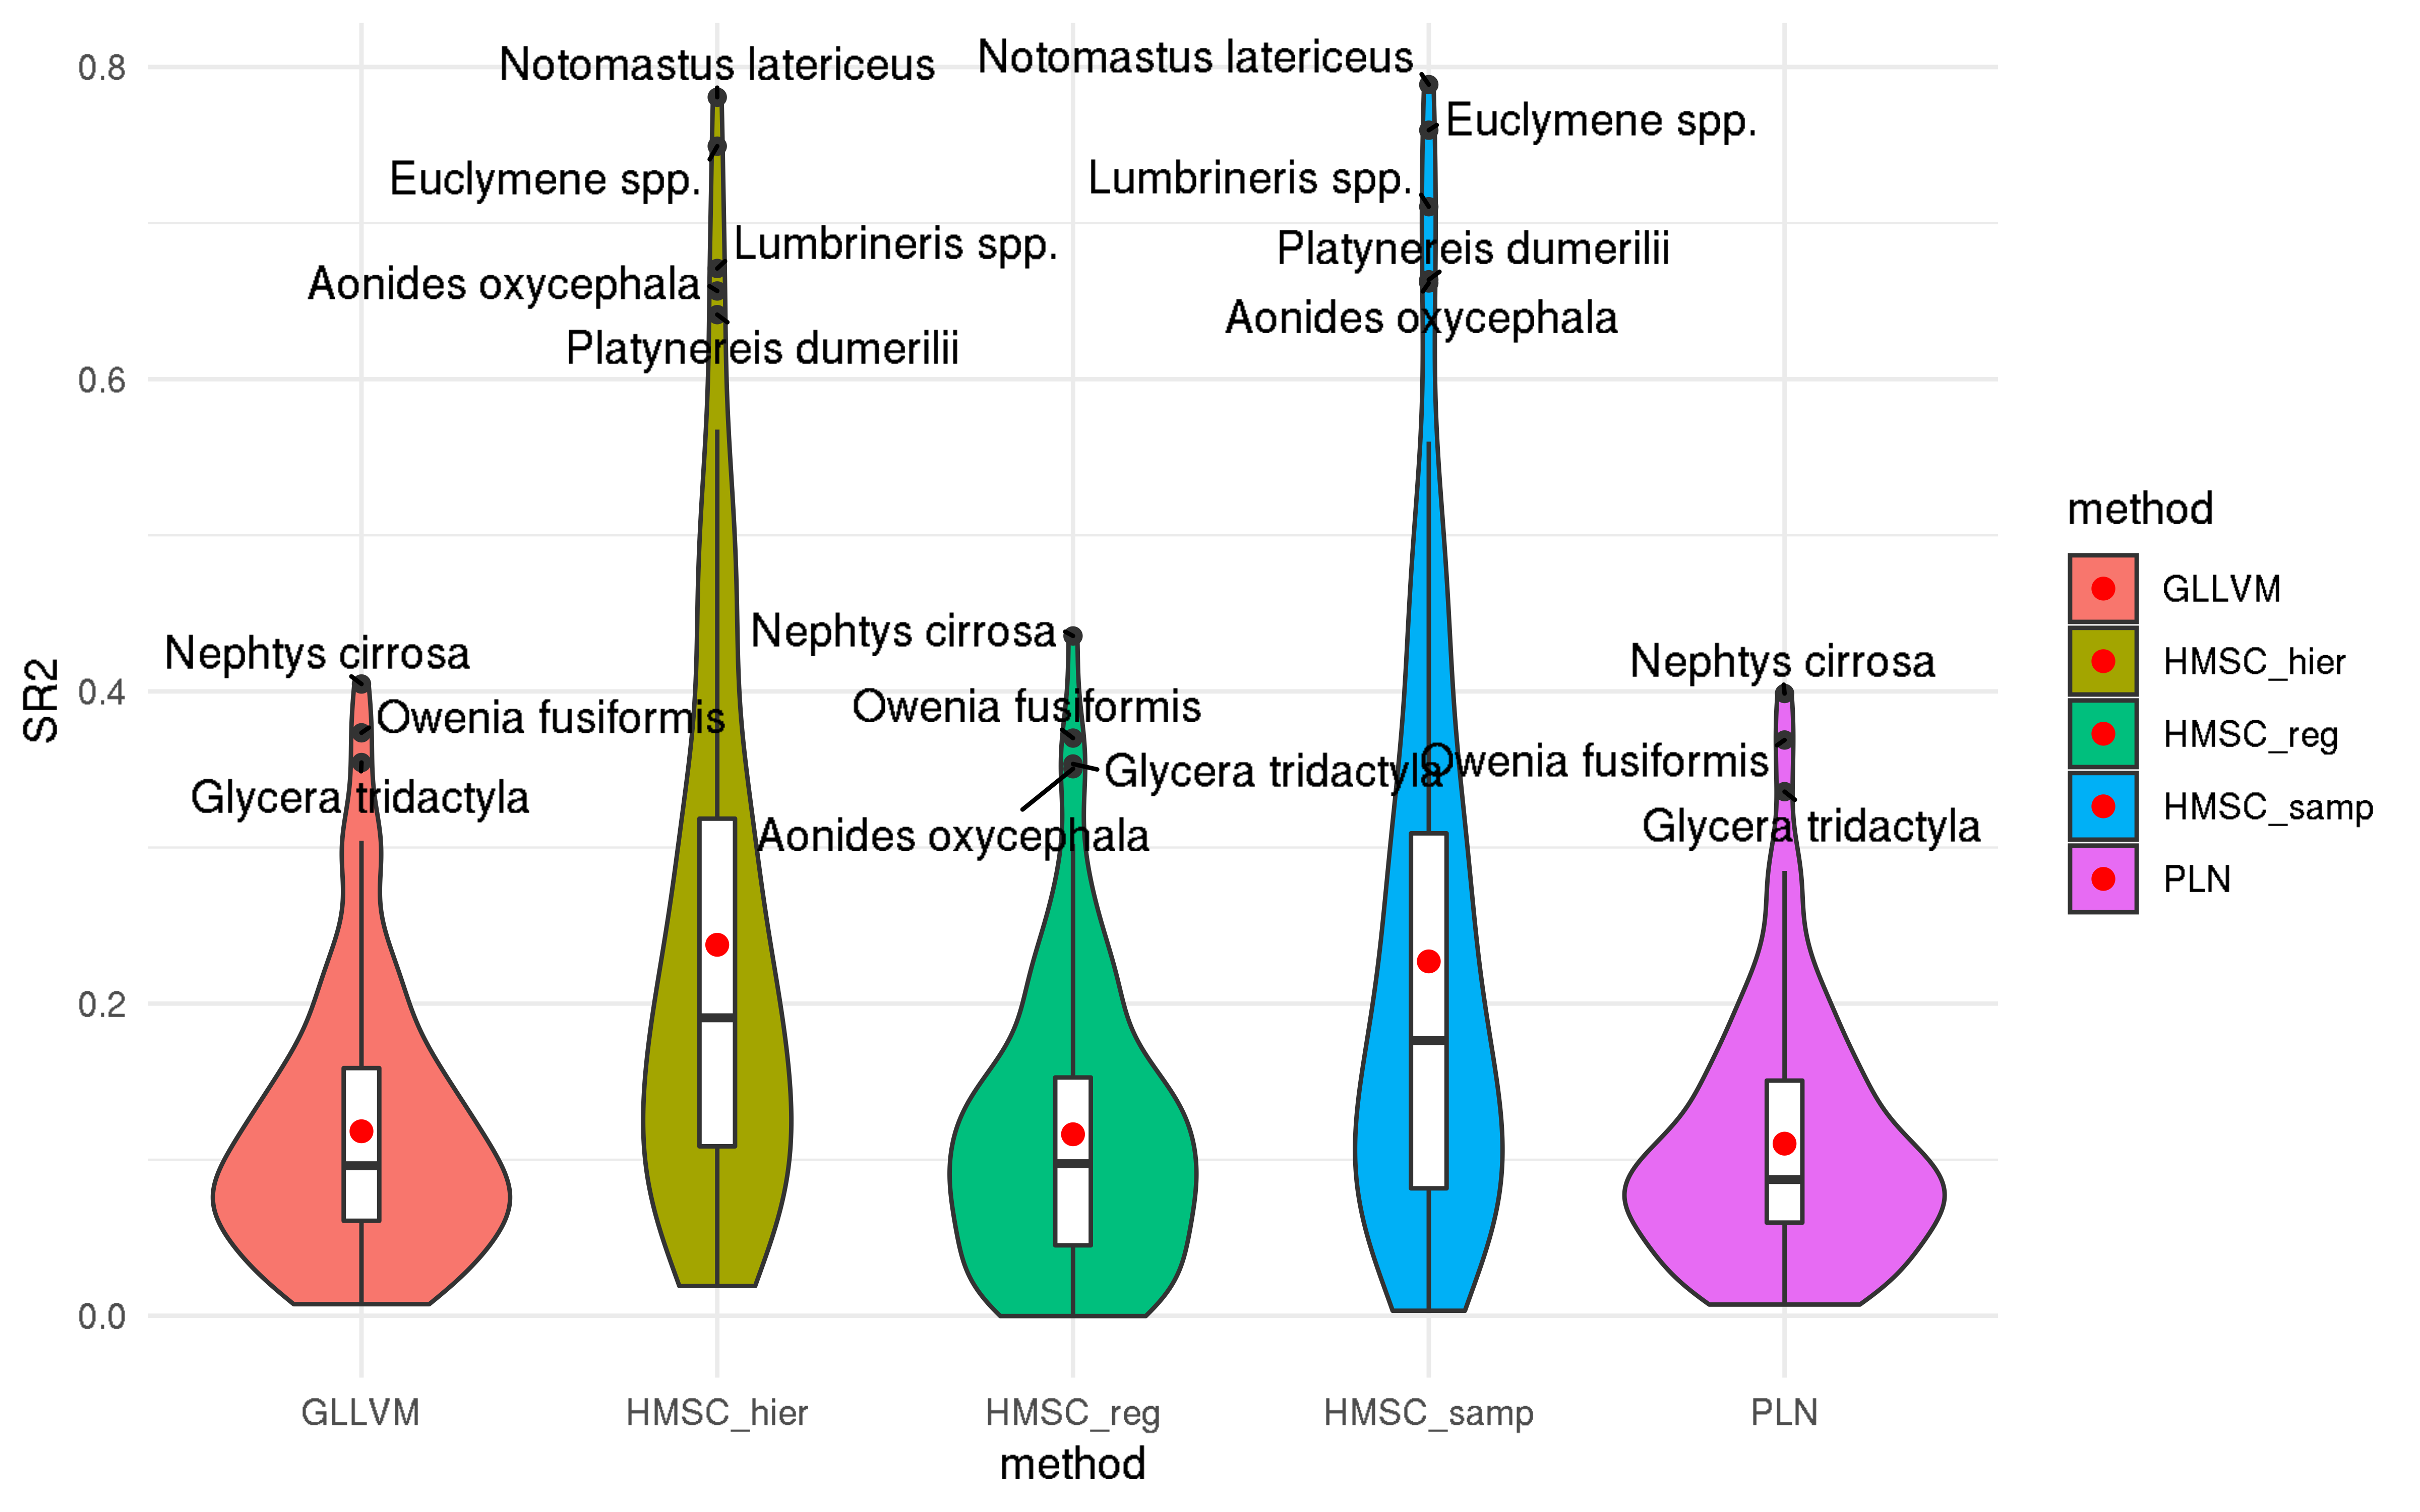 0.8
0.6
0.4
0.2
0.0
SR2
Notomastus latericeus
Euclymene spp.
Lumbrineris spp.
Aonides oxycephala
Platynereis dumerilii
Notomastus latericeus
Euclymene spp.
Lumbrineris spp.
Platynereis dumerilii
Aonides oxycephala
Nephtys cirrosa
Owenia fusiformis
Glycera tridactyla
Nephtys cirrosa
Owenia fusiformis
Glycera tridactyla
Aonides oxycephala
Nephtys cirrosa
Owenia fusiformis
Glycera tridactyla
GLLVM
HMSC_hier
HMSC_reg
HMSC_samp
PLN
method
method
GLLVM
HMSC_hier
HMSC_reg
HMSC_samp
PLN